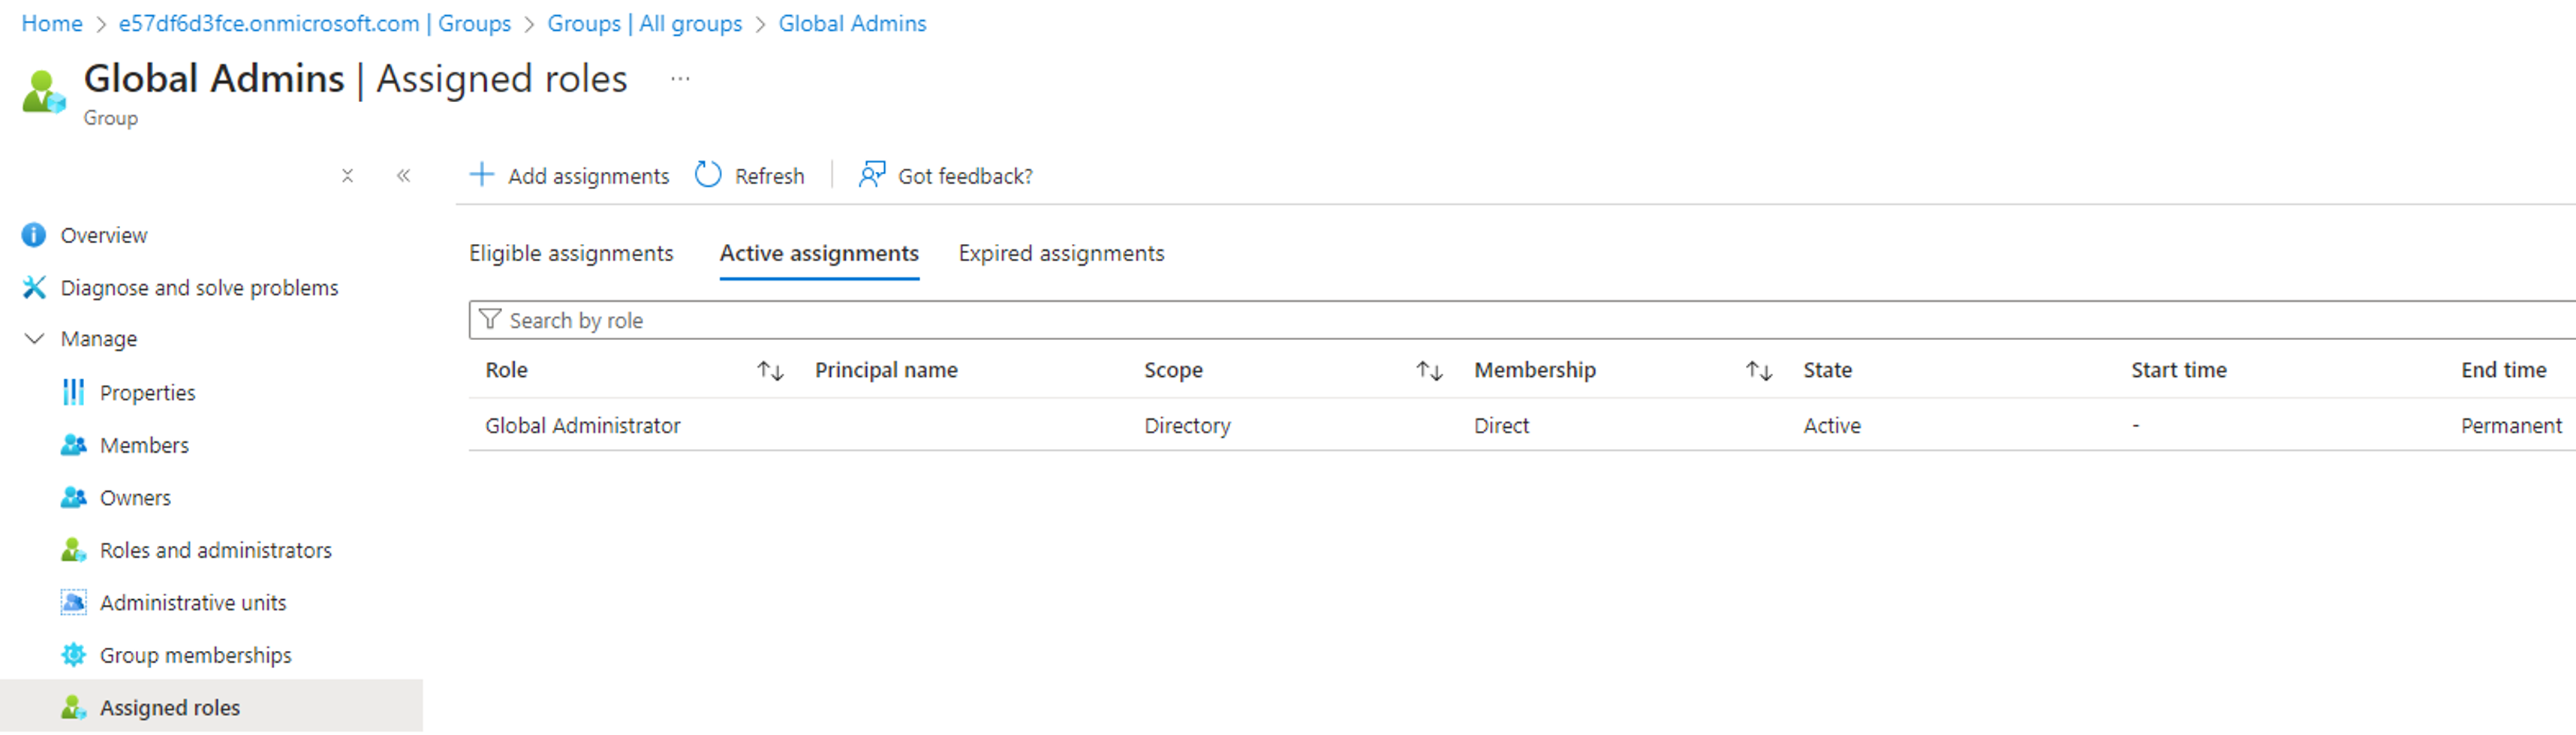 Home > e57df6d3fce.onmicrosoft.com | Groups > Groups | All groups > Global Admins
Global Admins | Assigned roles ...
Group
Add assignments Refresh Got feedback?
Overview
Diagnose and solve problems
Manage
Properties
Members
Owners
Roles and administrators
Administrative units
Group memberships
Assigned roles
Eligible assignments Active assignments Expired assignments
Search by role
Role Principal name Scope Membership State Start time End time
Global Administrator Directory Direct Active - Permanent